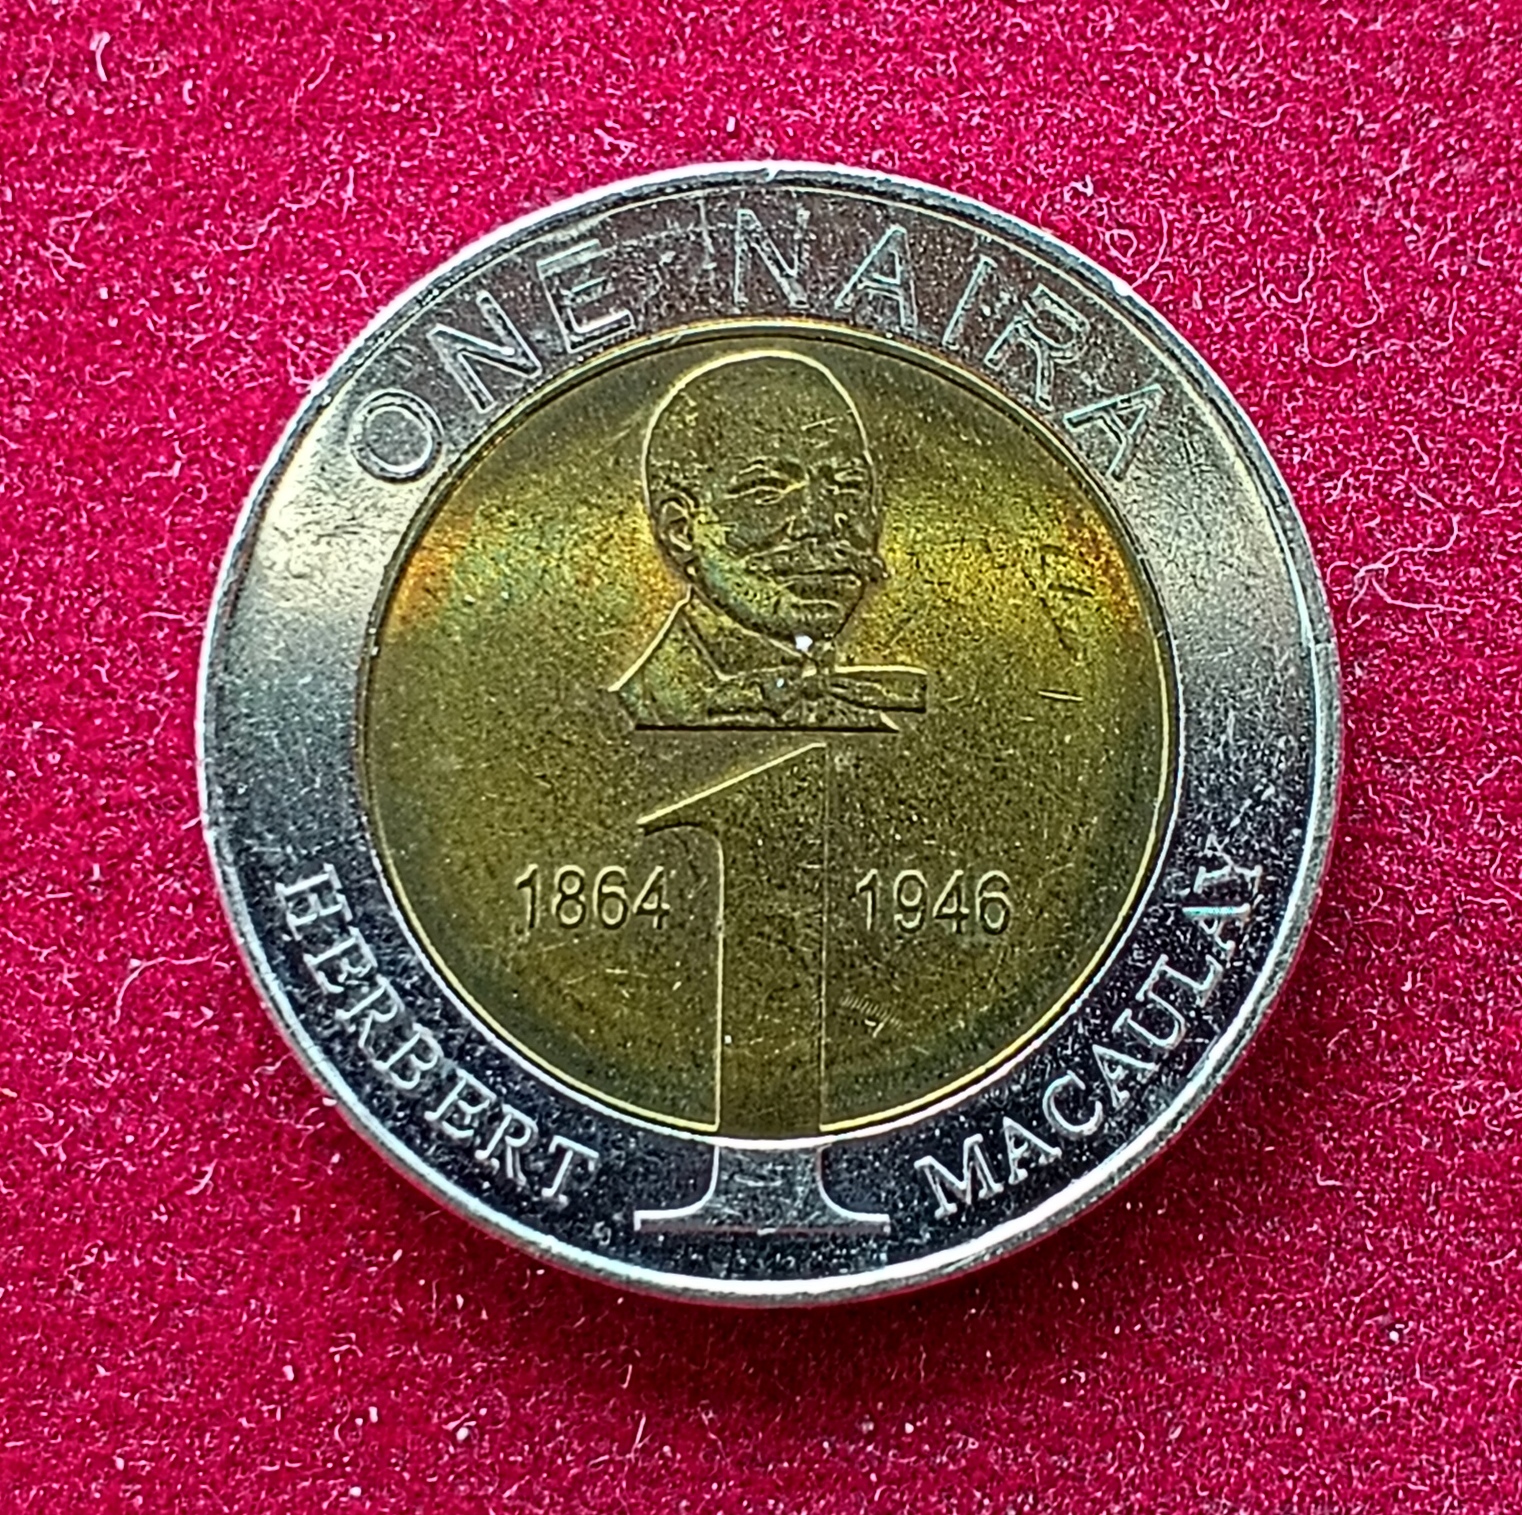 ONE NAIRA
1864 1946
1
HERBERT MACAULAY